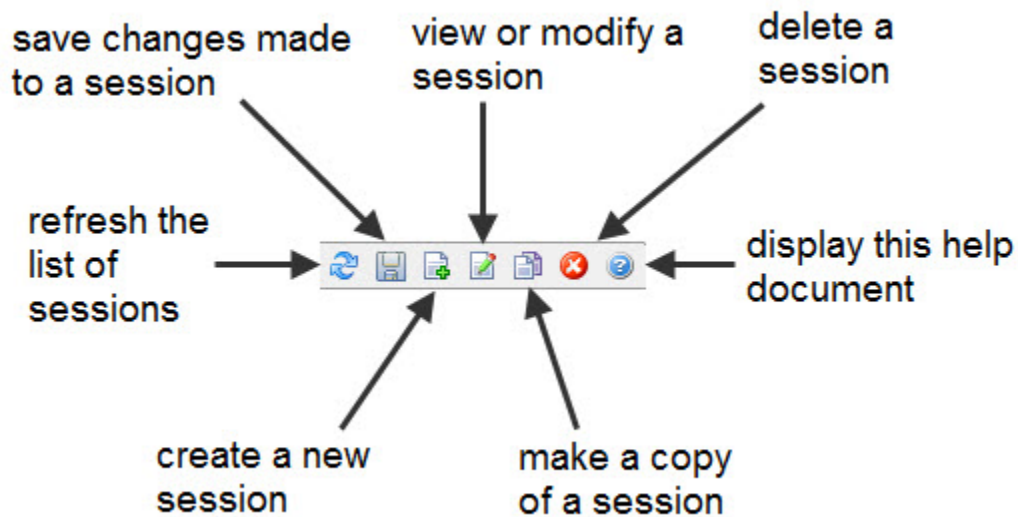 save changes made
to a session
view or modify a
session
delete a
session
refresh the
list of
sessions
display this help
document
create a new
session
make a copy
of a session